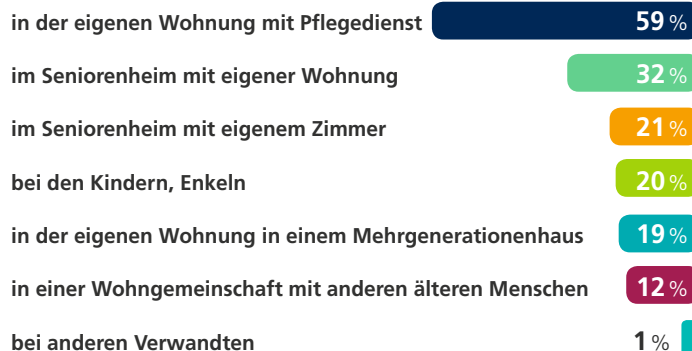 in der eigenen Wohnung mit Pflegedienst 59 %
im Seniorenheim mit eigener Wohnung 32 %
im Seniorenheim mit eigenem Zimmer 21 %
bei den Kindern, Enkeln 20 %
in der eigenen Wohnung in einem Mehrgenerationenhaus 19 %
in einer Wohngemeinschaft mit anderen älteren Menschen 12 %
bei anderen Verwandten 1 %